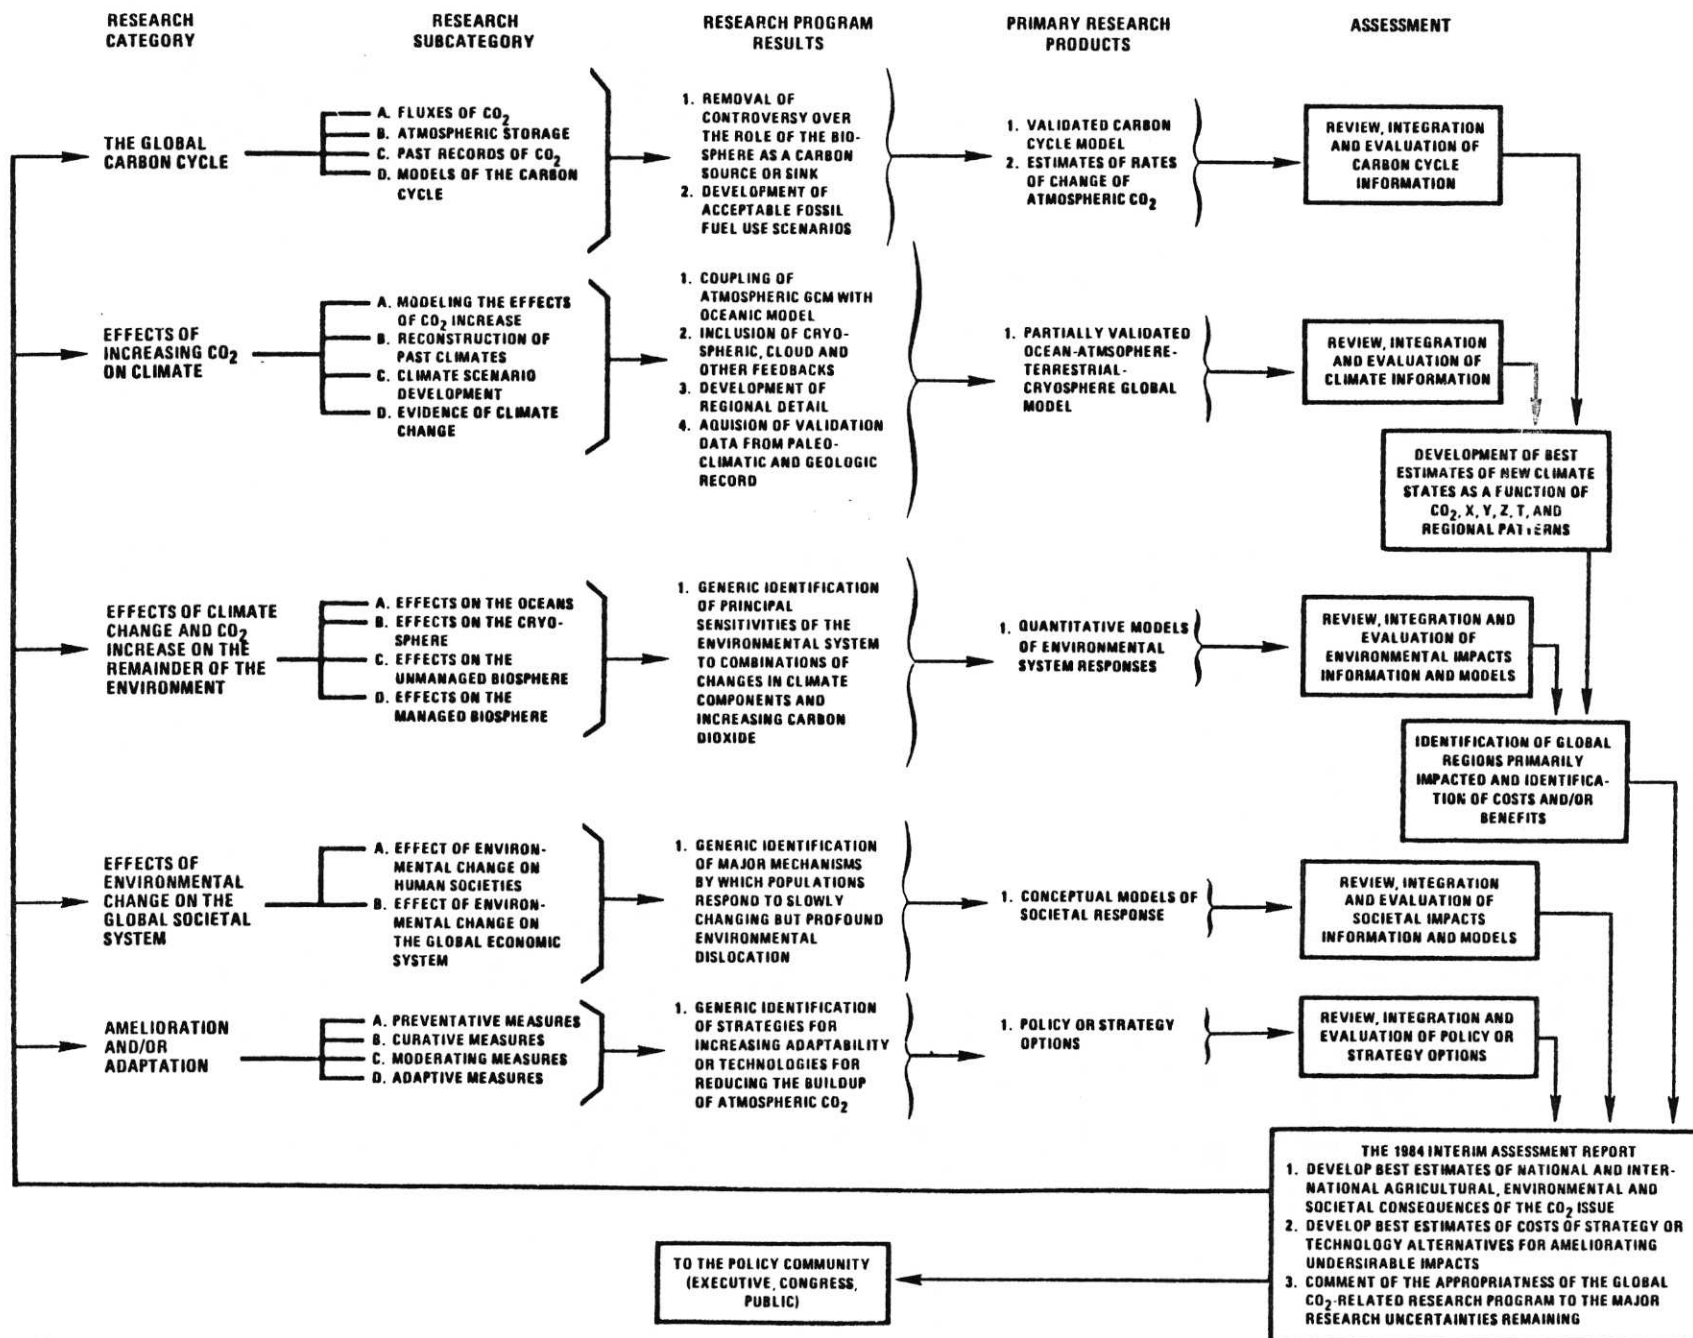 RESEARCH
CATEGORY
RESEARCH
SUBCATEGORY
RESEARCH PROGRAM
RESULTS
PRIMARY RESEARCH
PRODUCTS
ASSESSMENT
THE GLOBAL
CARBON CYCLE
A. FLUXES OF CO2
B. ATMOSPHERIC STORAGE
C. PAST RECORDS OF CO2
D. MODELS OF THE CARBON
CYCLE
1. REMOVAL OF
CONTROVERSY OVER
THE ROLE OF THE BIO-
SPHERE AS A CARBON
SOURCE OR SINK
2. DEVELOPMENT OF
ACCEPTABLE FOSSIL
FUEL USE SCENARIOS
1. VALIDATED CARBON
CYCLE MODEL
2. ESTIMATES OF RATES
OF CHANGE OF
ATMOSPHERIC CO2
REVIEW, INTEGRATION
AND EVALUATION OF
CARBON CYCLE
INFORMATION
EFFECTS OF
INCREASING CO2
ON CLIMATE
A. MODELING THE EFFECTS
OF CO2 INCREASE
B. RECONSTRUCTION OF
PAST CLIMATES
C. CLIMATE SCENARIO
DEVELOPMENT
D. EVIDENCE OF CLIMATE
CHANGE
1. COUPLING OF
ATMOSPHERIC GCM WITH
OCEANIC MODEL
2. INCLUSION OF CRYO-
SPHERIC, CLOUD AND
OTHER FEEDBACKS
3. DEVELOPMENT OF
REGIONAL DETAIL
4. AQUISION OF VALIDATION
DATA FROM PALEO-
CLIMATIC AND GEOLOGIC
RECORD
1. PARTIALLY VALIDATED
OCEAN-ATMSOPHERE-
TERRESTRIAL-
CRYOSPHERE GLOBAL
MODEL
REVIEW, INTEGRATION
AND EVALUATION OF
CLIMATE INFORMATION
DEVELOPMENT OF BEST
ESTIMATES OF NEW CLIMATE
STATES AS A FUNCTION OF
CO2, X, Y, Z, T, AND
REGIONAL PATTERNS
EFFECTS OF CLIMATE
CHANGE AND CO2
INCREASE ON THE
REMAINDER OF THE
ENVIRONMENT
A. EFFECTS ON THE OCEANS
B. EFFECTS ON THE CRYO-
SPHERE
C. EFFECTS ON THE
UNMANAGED BIOSPHERE
D. EFFECTS ON THE
MANAGED BIOSPHERE
1. GENERIC IDENTIFICATION
OF PRINCIPAL
SENSITIVITIES OF THE
ENVIRONMENTAL SYSTEM
TO COMBINATIONS OF
CHANGES IN CLIMATE
COMPONENTS AND
INCREASING CARBON
DIOXIDE
1. QUANTITATIVE MODELS
OF ENVIRONMENTAL
SYSTEM RESPONSES
REVIEW, INTEGRATION AND
EVALUATION OF
ENVIRONMENTAL IMPACTS
INFORMATION AND MODELS
IDENTIFICATION OF GLOBAL
REGIONS PRIMARILY
IMPACTED AND IDENTIFICA-
TION OF COSTS AND/OR
BENEFITS
EFFECTS OF
ENVIRONMENTAL
CHANGE ON THE
GLOBAL SOCIETAL
SYSTEM
A. EFFECT OF ENVIRON-
MENTAL CHANGE ON
HUMAN SOCIETIES
B. EFFECT OF ENVIRON-
MENTAL CHANGE ON
THE GLOBAL ECONOMIC
SYSTEM
1. GENERIC IDENTIFICATION
OF MAJOR MECHANISMS
BY WHICH POPULATIONS
RESPOND TO SLOWLY
CHANGING BUT PROFOUND
ENVIRONMENTAL
DISLOCATION
1. CONCEPTUAL MODELS OF
SOCIETAL RESPONSE
REVIEW, INTEGRATION
AND EVALUATION OF
SOCIETAL IMPACTS
INFORMATION AND MODELS
AMELIORATION
AND/OR
ADAPTATION
A. PREVENTATIVE MEASURES
B. CURATIVE MEASURES
C. MODERATING MEASURES
D. ADAPTIVE MEASURES
1. GENERIC IDENTIFICATION
OF STRATEGIES FOR
INCREASING ADAPTABILITY
OR TECHNOLOGIES FOR
REDUCING THE BUILDUP
OF ATMOSPHERIC CO2
1. POLICY OR STRATEGY
OPTIONS
REVIEW, INTEGRATION AND
EVALUATION OF POLICY OR
STRATEGY OPTIONS
THE 1984 INTERIM ASSESSMENT REPORT
1. DEVELOP BEST ESTIMATES OF NATIONAL AND INTER-
NATIONAL AGRICULTURAL, ENVIRONMENTAL AND
SOCIETAL CONSEQUENCES OF THE CO2 ISSUE
2. DEVELOP BEST ESTIMATES OF COSTS OF STRATEGY OR
TECHNOLOGY ALTERNATIVES FOR AMELIORATING
UNDERSIRABLE IMPACTS
3. COMMENT OF THE APPROPRIATNESS OF THE GLOBAL
CO2-RELATED RESEARCH PROGRAM TO THE MAJOR
RESEARCH UNCERTAINTIES REMAINING
TO THE POLICY COMMUNITY
(EXECUTIVE, CONGRESS,
PUBLIC)